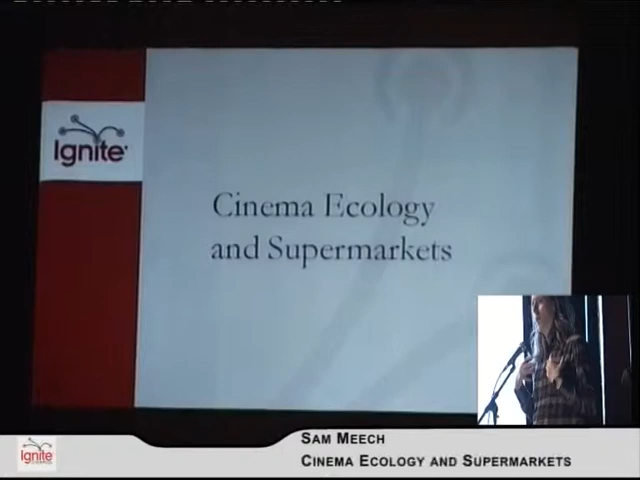 Ignite
Cinema Ecology
and Supermarkets
Ignite
Sam Meech
Cinema Ecology and Supermarkets